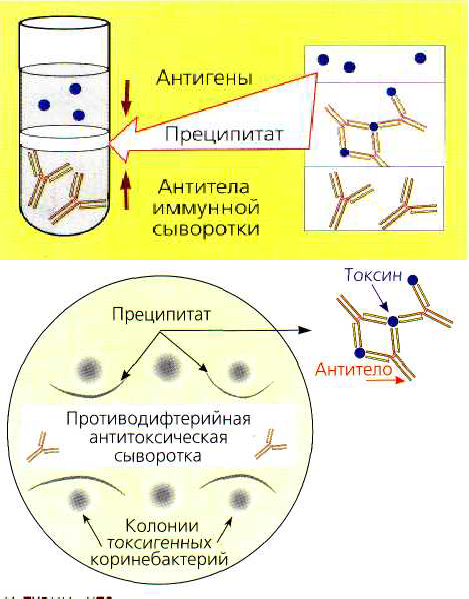 Антигены
Преципитат
Антитела
иммунной
сыворотки
Токсин
Преципитат
Антитело
Противодифтерийная
антитоксическая
сыворотка
Колонии
токсигенных
коринебактерий